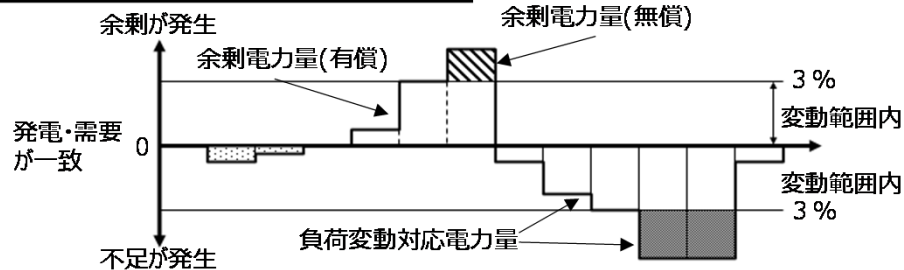 余剰が発生
余剰電力量(無償)
余剰電力量(有償)
3 %
変動範囲内
発電・需要
が一致
0
変動範囲内
3 %
負荷変動対応電力量
不足が発生